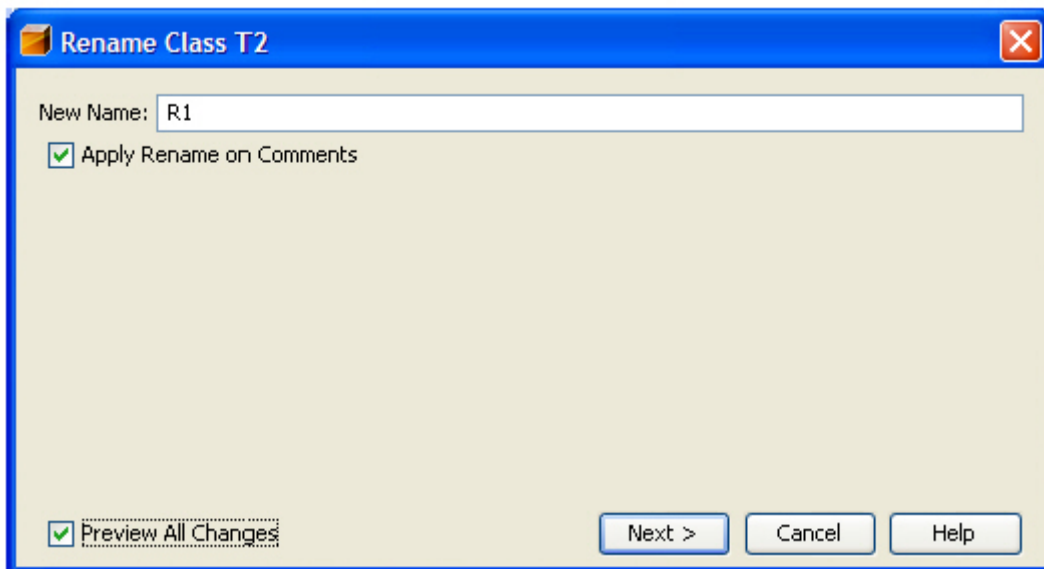 Rename Class T2
New Name: R1
Apply Rename on Comments
Preview All Changes Next > Cancel Help